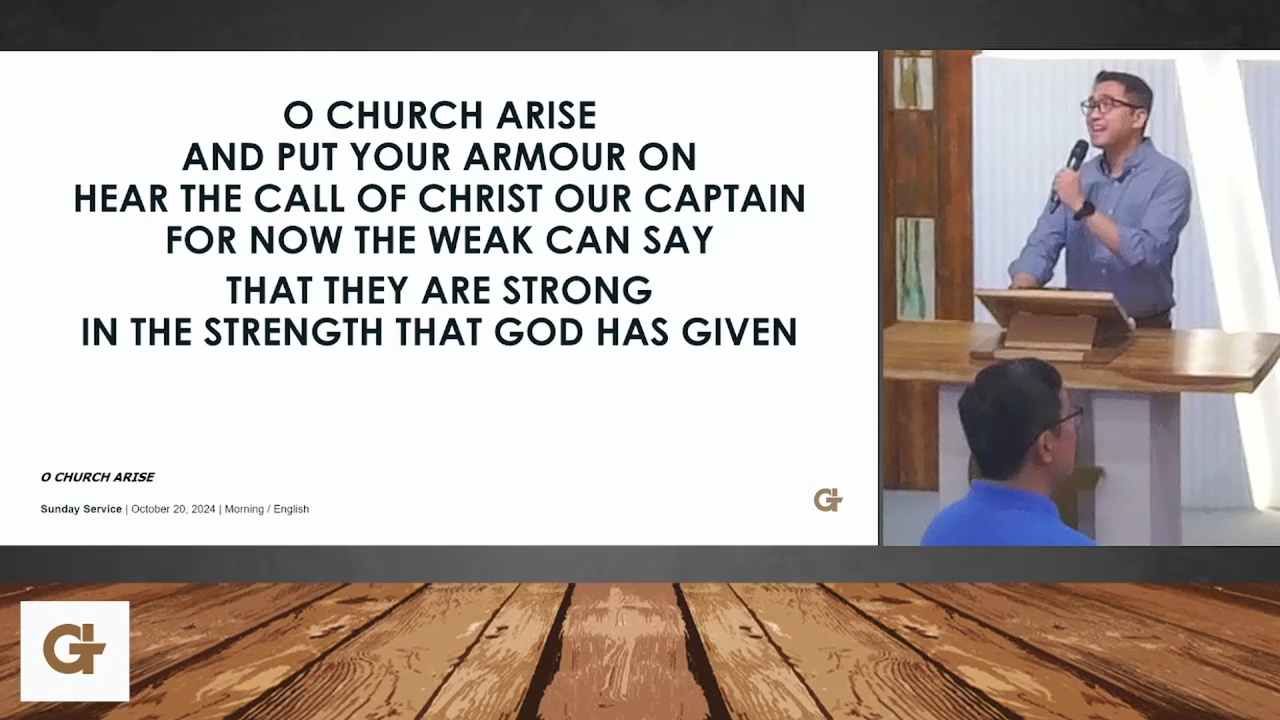 O CHURCH ARISE
AND PUT YOUR ARMOUR ON
HEAR THE CALL OF CHRIST OUR CAPTAIN
FOR NOW THE WEAK CAN SAY
THAT THEY ARE STRONG
IN THE STRENGTH THAT GOD HAS GIVEN
O CHURCH ARISE
Sunday Service | October 20, 2024 | Morning / English